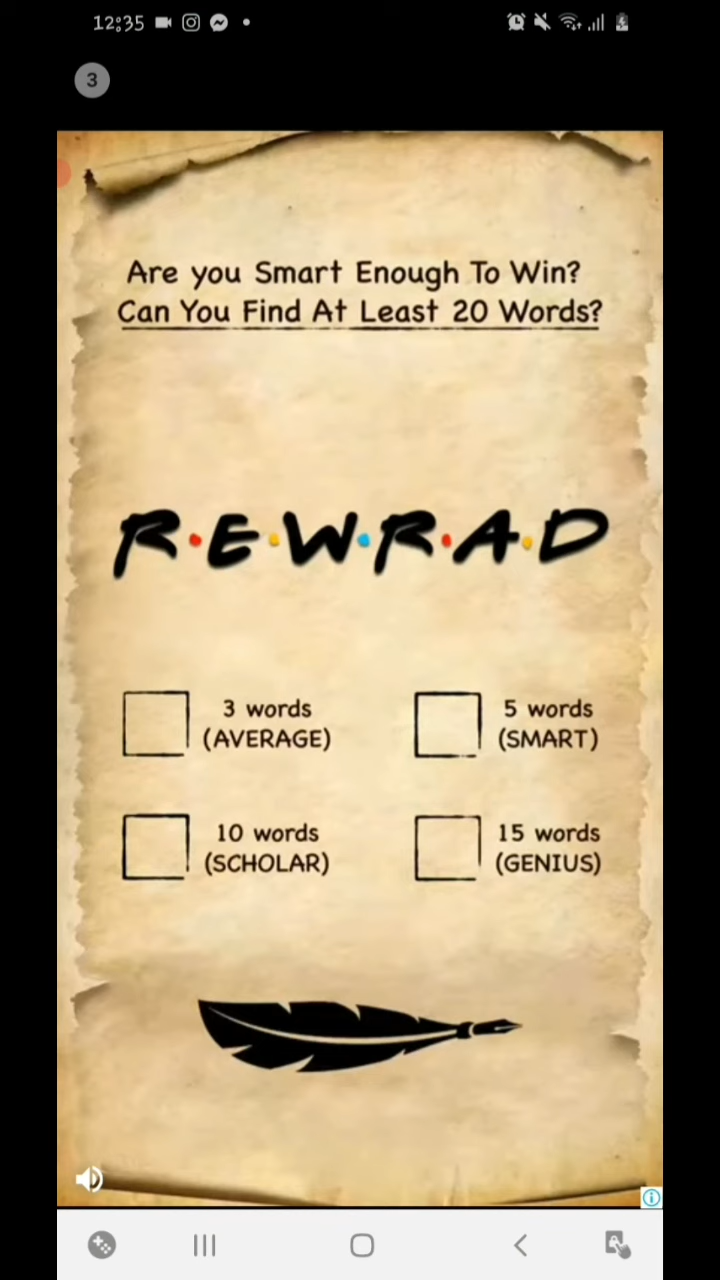 12:35
3
Are you Smart Enough To Win?
Can You Find At Least 20 Words?
R•E•W•R•A•D
3 words
(AVERAGE)
5 words
(SMART)
10 words
(SCHOLAR)
15 words
(GENIUS)